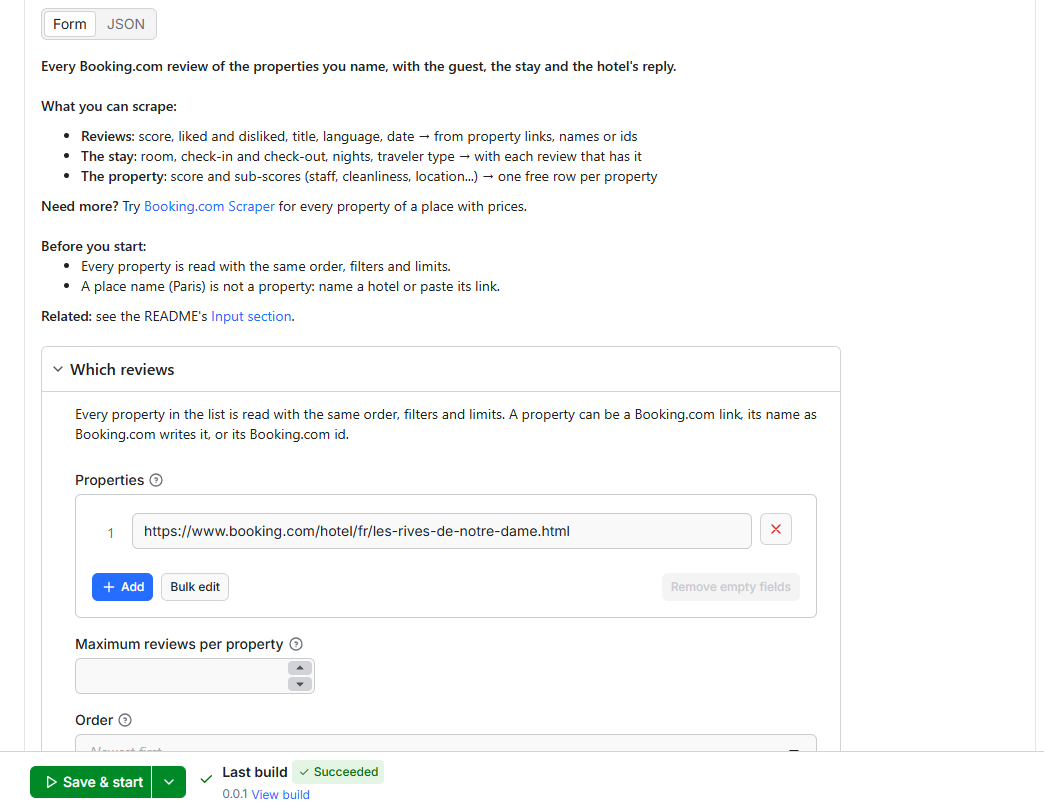 Form JSON
Every Booking.com review of the properties you name, with the guest, the stay and the hotel's reply.
What you can scrape:
• Reviews: score, liked and disliked, title, language, date → from property links, names or ids
• The stay: room, check-in and check-out, nights, traveler type → with each review that has it
• The property: score and sub-scores (staff, cleanliness, location...) → one free row per property
Need more? Try Booking.com Scraper for every property of a place with prices.
Before you start:
• Every property is read with the same order, filters and limits.
• A place name (Paris) is not a property: name a hotel or paste its link.
Related: see the README's Input section.
Which reviews
Every property in the list is read with the same order, filters and limits. A property can be a Booking.com link, its name as
Booking.com writes it, or its Booking.com id.
Properties
1 https://www.booking.com/hotel/fr/les-rives-de-notre-dame.html
+ Add Bulk edit Remove empty fields
Maximum reviews per property
Order
Newest first
Save & start Last build Succeeded
0.0.1 View build